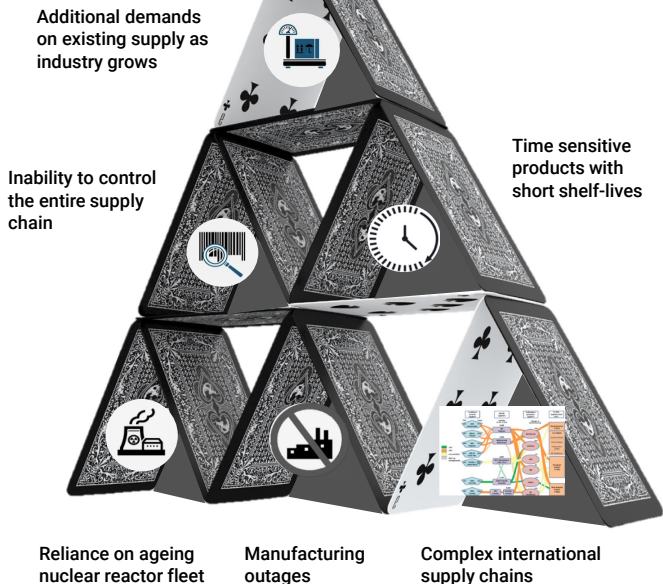 Additional demands
on existing supply as
industry grows
Time sensitive
products with
short shelf-lives
Inability to control
the entire supply
chain
Reliance on ageing
nuclear reactor fleet
Manufacturing
outages
Complex international
supply chains